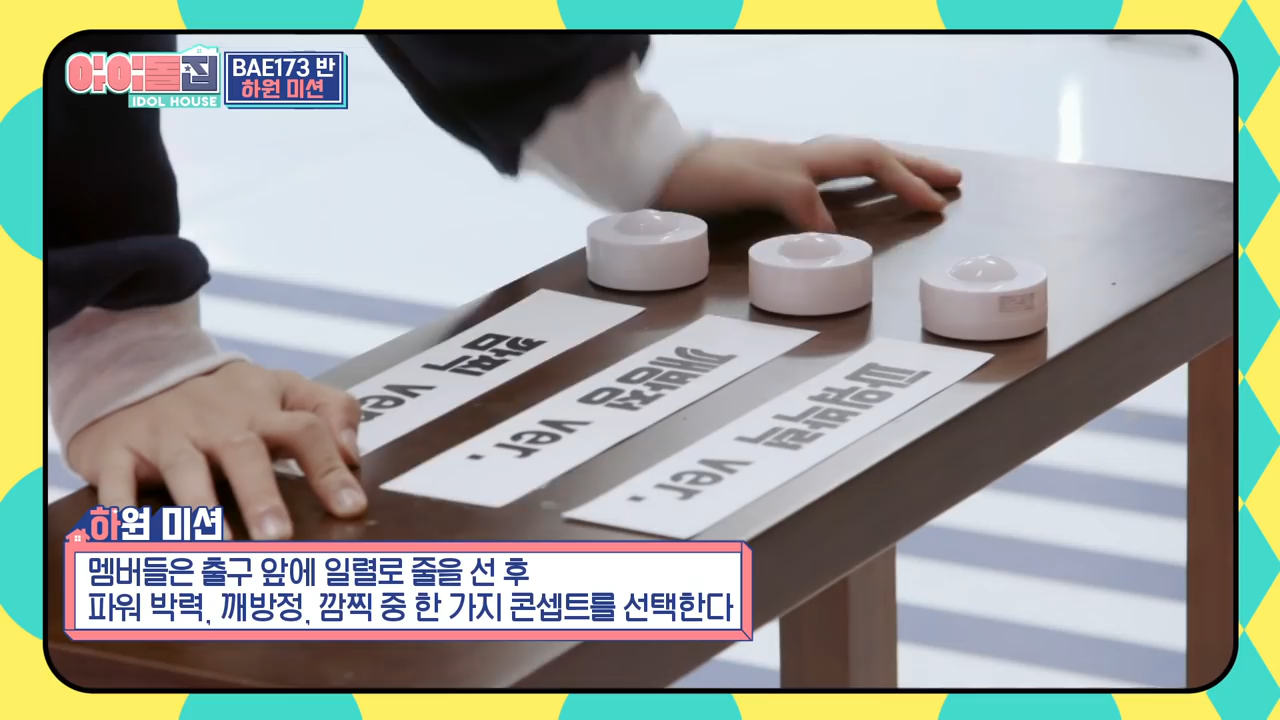 아이돌집
IDOL HOUSE
BAE173 반
하원 미션
깜찍 ver.
깨방정 ver.
파워박력 ver.
하원 미션
멤버들은 출구 앞에 일렬로 줄을 선 후
파워 박력, 깨방정, 깜찍 중 한 가지 콘셉트를 선택한다